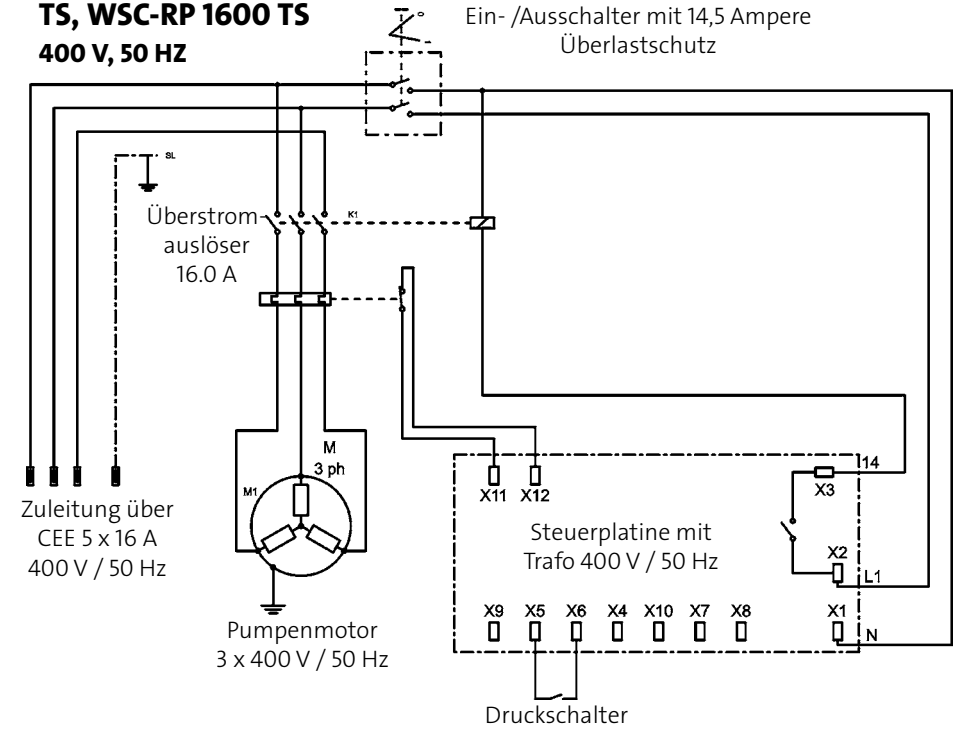 TS, WSC-RP 1600 TS
400 V, 50 HZ
Ein- /Ausschalter mit 14,5 Ampere
Überlastschutz
SL
Überstrom
auslöser
16.0 A
K1
M
3 ph
M1
Zuleitung über
CEE 5 x 16 A
400 V / 50 Hz
Pumpenmotor
3 x 400 V / 50 Hz
X11 X12
14
X3
Steuerplatine mit
Trafo 400 V / 50 Hz
X2
L1
X9 X5 X6 X4 X10 X7 X8 X1
N
Druckschalter